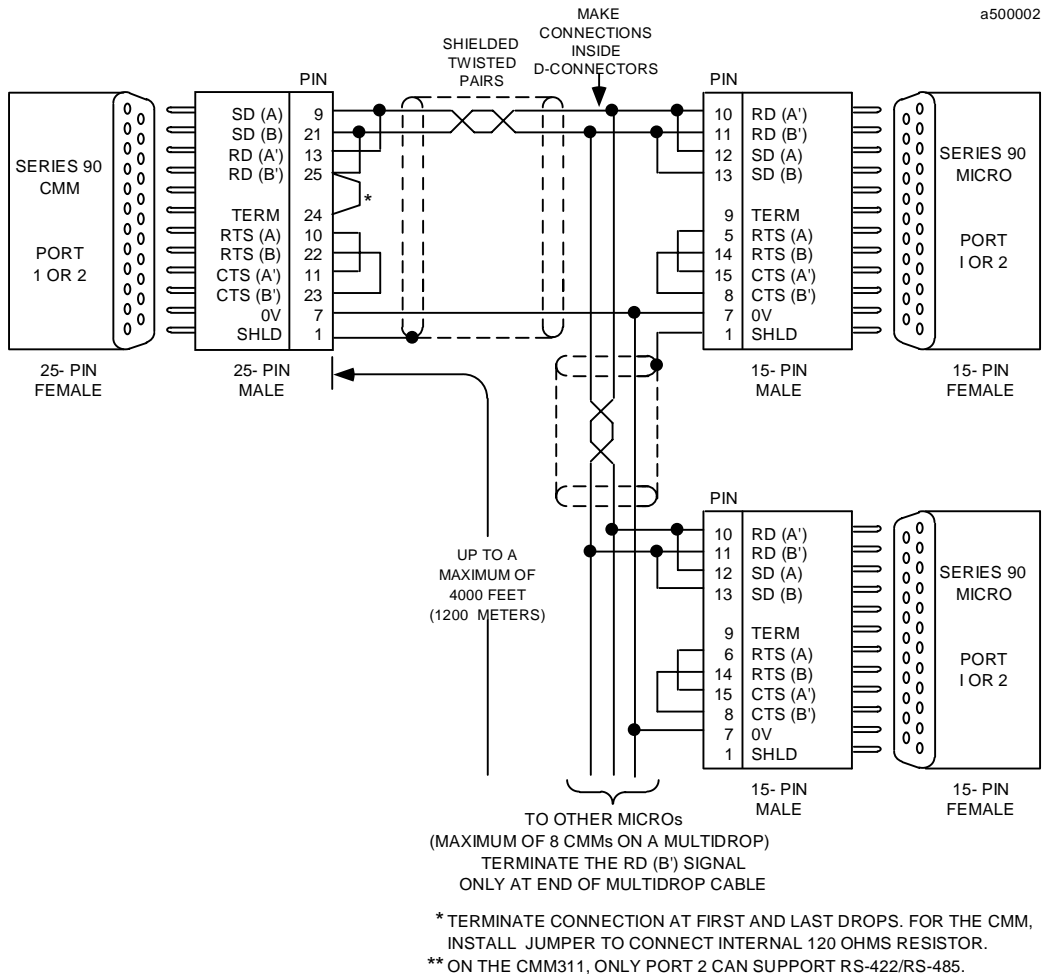 a500002
MAKE
CONNECTIONS
INSIDE
D-CONNECTORS
SHIELDED
TWISTED
PAIRS
PIN
PIN
SERIES 90
CMM
PORT
1 OR 2
25- PIN
FEMALE
SD (A) 9
SD (B) 21
RD (A') 13
RD (B') 25
TERM 24
RTS (A) 10
RTS (B) 22
CTS (A') 11
CTS (B') 23
0V 7
SHLD 1
*
25- PIN
MALE
10 RD (A')
11 RD (B')
12 SD (A)
13 SD (B)
9 TERM
5 RTS (A)
14 RTS (B)
15 CTS (A')
8 CTS (B')
7 0V
1 SHLD
15- PIN
MALE
SERIES 90
MICRO
PORT
I OR 2
15- PIN
FEMALE
UP TO A
MAXIMUM OF
4000 FEET
(1200 METERS)
PIN
10 RD (A')
11 RD (B')
12 SD (A)
13 SD (B)
9 TERM
6 RTS (A)
14 RTS (B)
15 CTS (A')
8 CTS (B')
7 0V
1 SHLD
15- PIN
MALE
SERIES 90
MICRO
PORT
I OR 2
15- PIN
FEMALE
TO OTHER MICROs
(MAXIMUM OF 8 CMMs ON A MULTIDROP)
TERMINATE THE RD (B') SIGNAL
ONLY AT END OF MULTIDROP CABLE
* TERMINATE CONNECTION AT FIRST AND LAST DROPS. FOR THE CMM,
INSTALL JUMPER TO CONNECT INTERNAL 120 OHMS RESISTOR.
** ON THE CMM311, ONLY PORT 2 CAN SUPPORT RS-422/RS-485.